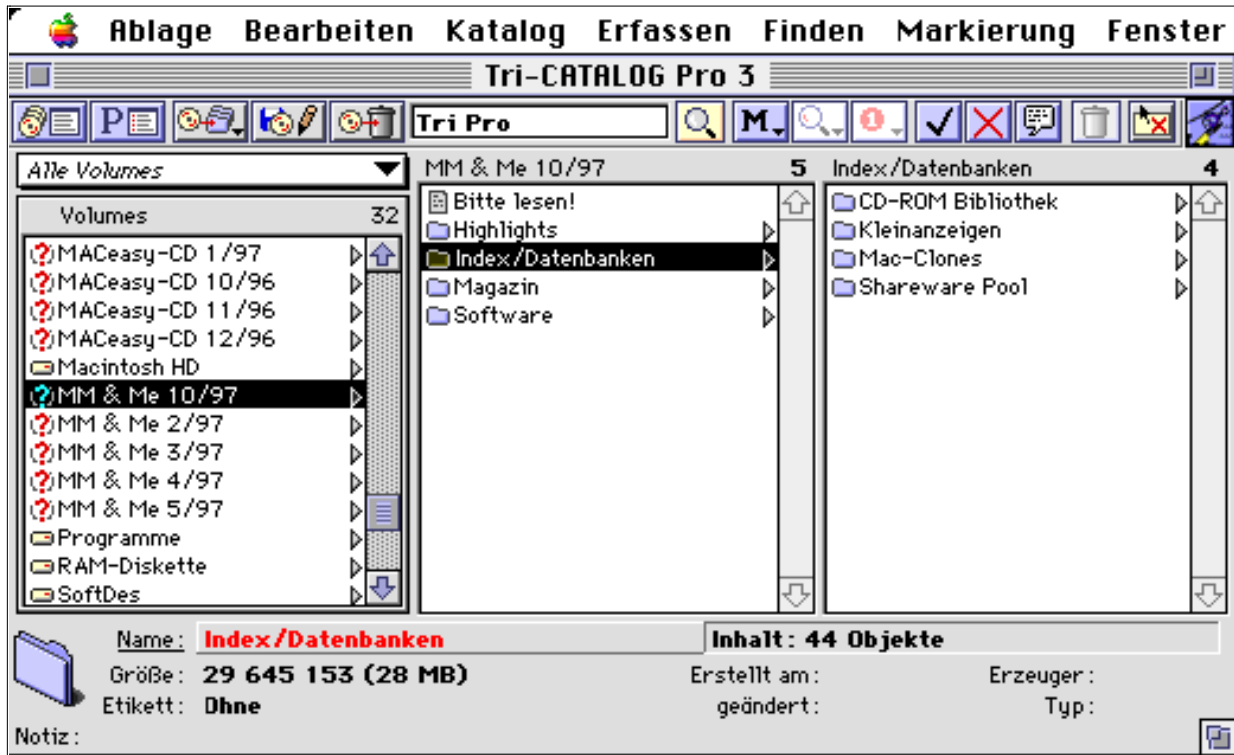 Ablage Bearbeiten Katalog Erfassen Finden Markierung Fenster
Tri-CATALOG Pro 3
P Tri Pro M
Alle Volumes
Volumes 32
MACeasy-CD 1/97
MACeasy-CD 10/96
MACeasy-CD 11/96
MACeasy-CD 12/96
Macintosh HD
MM & Me 10/97
MM & Me 2/97
MM & Me 3/97
MM & Me 4/97
MM & Me 5/97
Programme
RAM-Diskette
SoftDes
MM & Me 10/97 5
Bitte lesen!
Highlights
Index/Datenbanken
Magazin
Software
Index/Datenbanken 4
CD-ROM Bibliothek
Kleinanzeigen
Mac-Clones
Shareware Pool
Name: Index/Datenbanken Inhalt: 44 Objekte
Größe: 29 645 153 (28 MB) Erstellt am: Erzeuger:
Etikett: Ohne geändert: Typ:
Notiz: